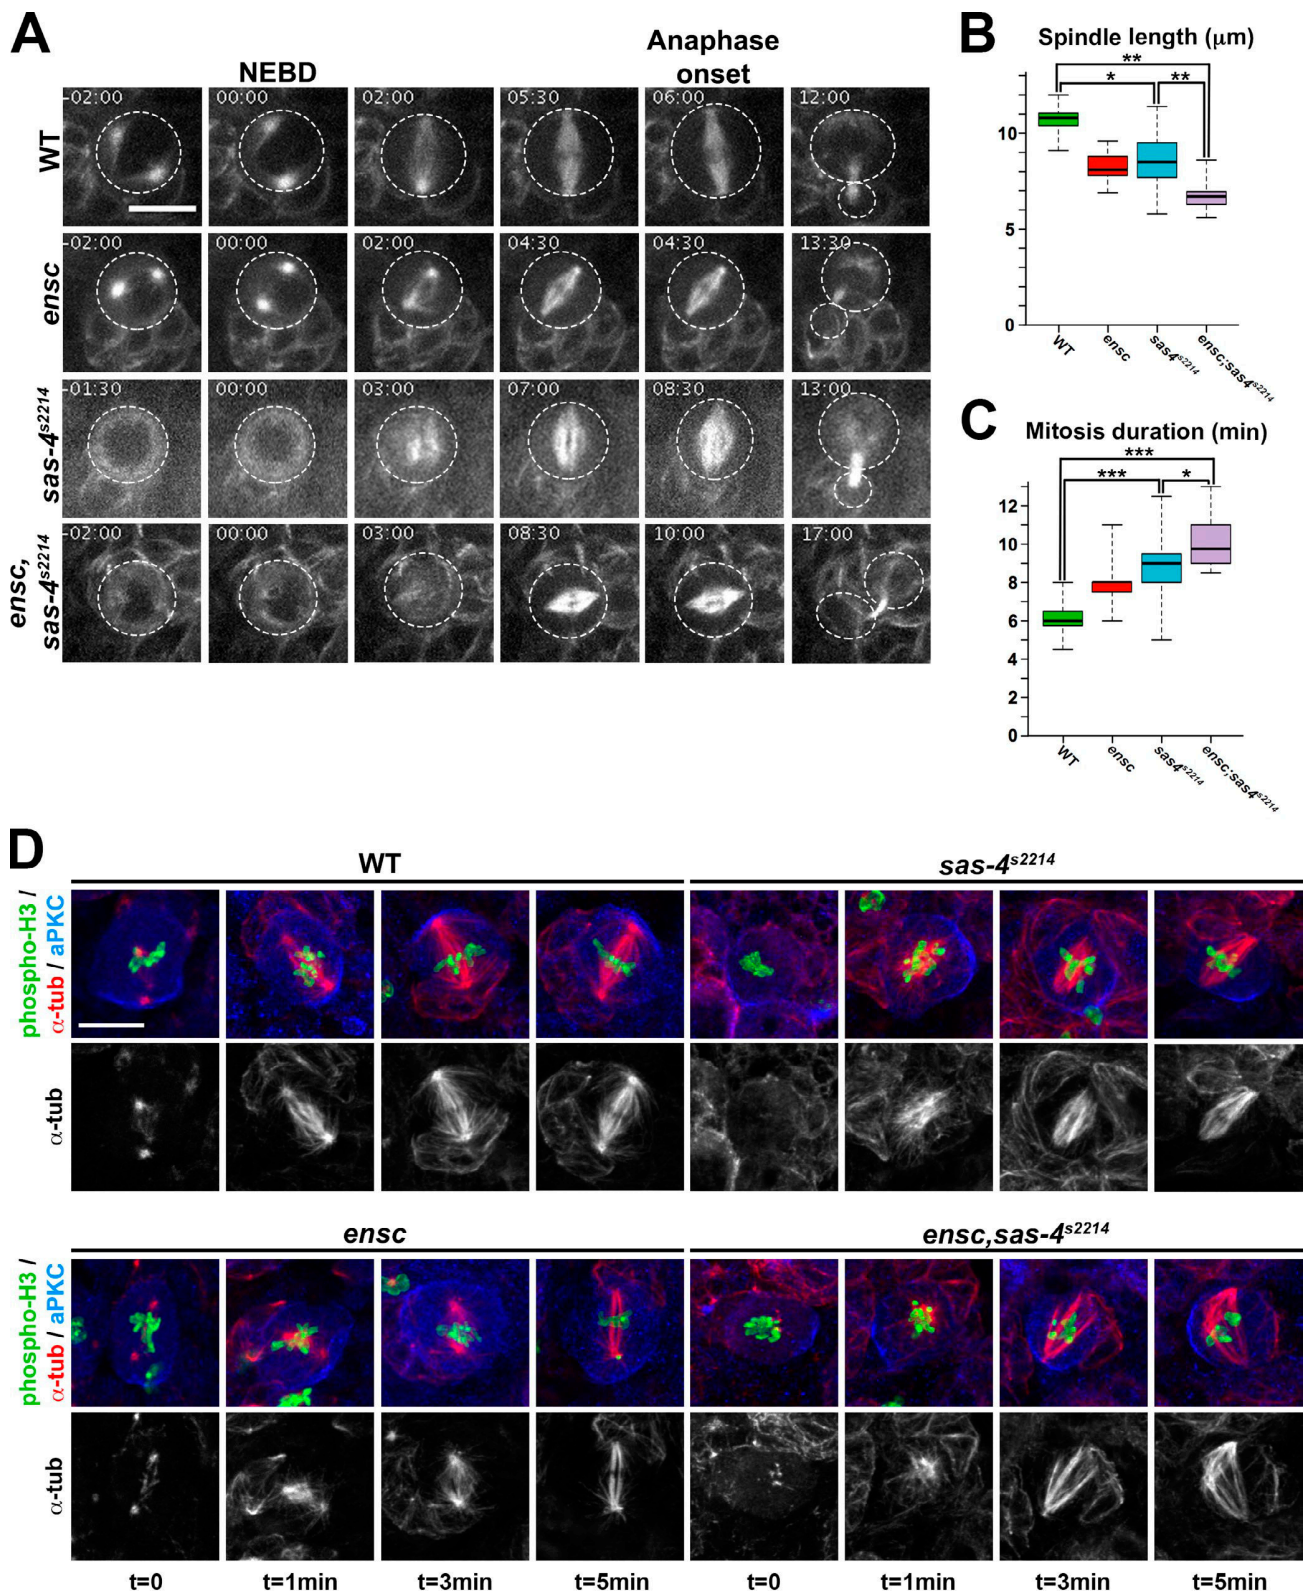 A
NEBD
Anaphase
onset
WT
-02:00
00:00
02:00
05:30
06:00
12:00
ensc
-02:00
00:00
02:00
04:30
04:30
13:30
sas-4s2214
-01:30
00:00
03:00
07:00
08:30
13:00
ensc,
sas-4s2214
-02:00
00:00
03:00
08:30
10:00
17:00
B
Spindle length (μm)
**
* **
10
5
0
WT
ensc
sas4s2214
ensc;sas4s2214
C
Mitosis duration (min)
***
*** *
12
10
8
6
4
2
0
WT
ensc
sas4s2214
ensc;sas4s2214
D
WT
sas-4s2214
phospho-H3 /
α-tub / aPKC
α-tub
ensc
ensc,sas-4s2214
phospho-H3 /
α-tub / aPKC
α-tub
t=0 t=1min t=3min t=5min t=0 t=1min t=3min t=5min